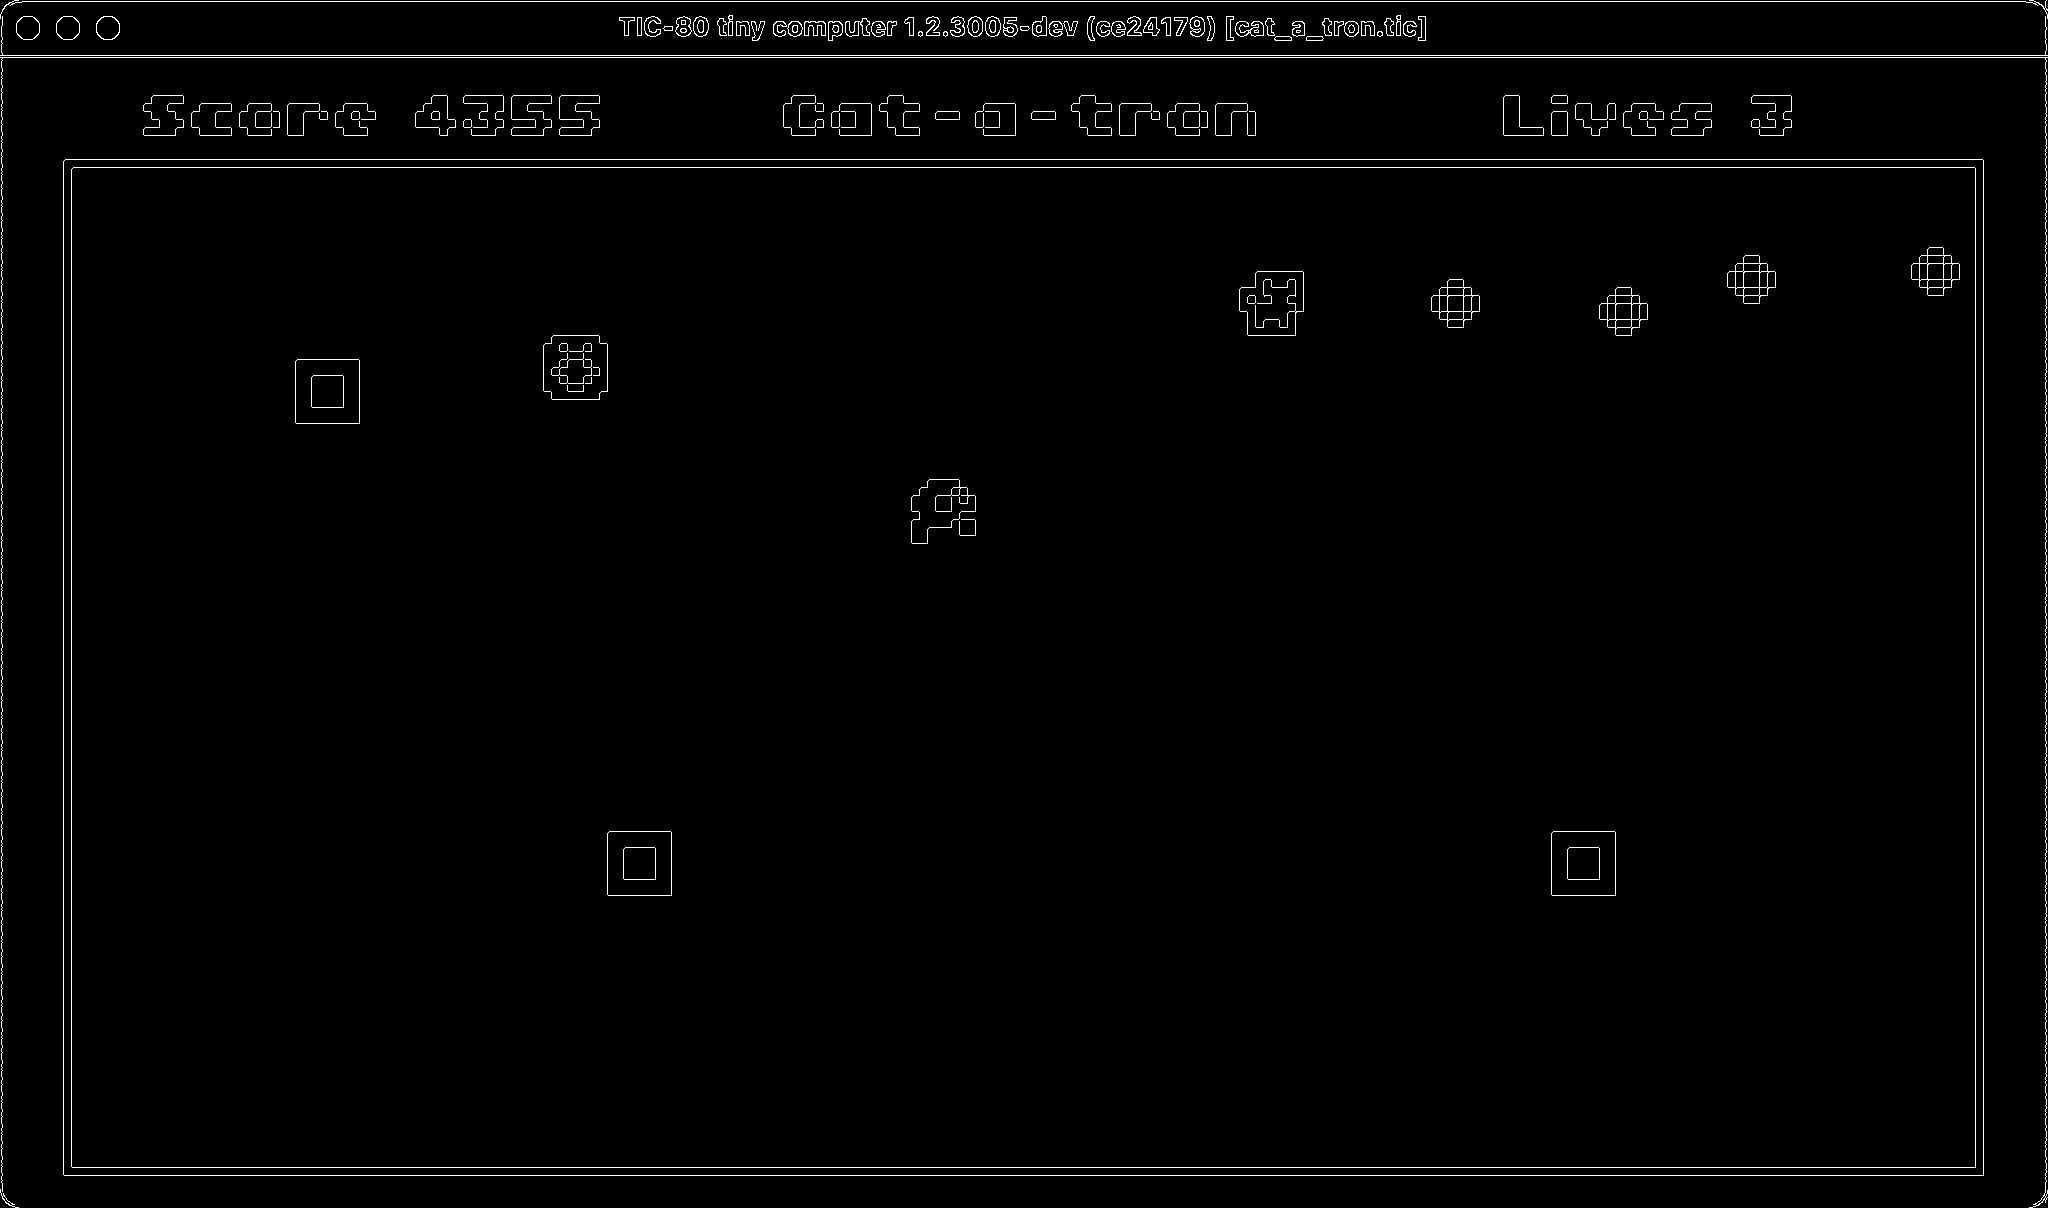 TIC-80 tiny computer 1.2.3005-dev (ce24179) [cat_a_tron.tic]
Score 4355 Cat-a-tron Lives 3